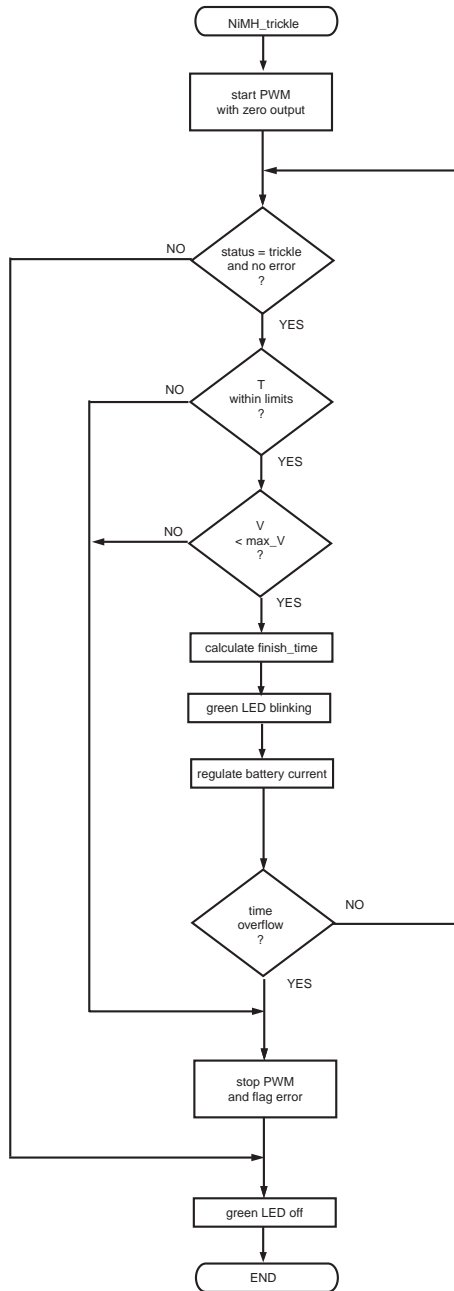 NiMH_trickle
start PWM
with zero output
NO
status = trickle
and no error
?
YES
NO
T
within limits
?
YES
NO
V
< max_V
?
YES
calculate finish_time
green LED blinking
regulate battery current
time
overflow
?
NO
YES
stop PWM
and flag error
green LED off
END